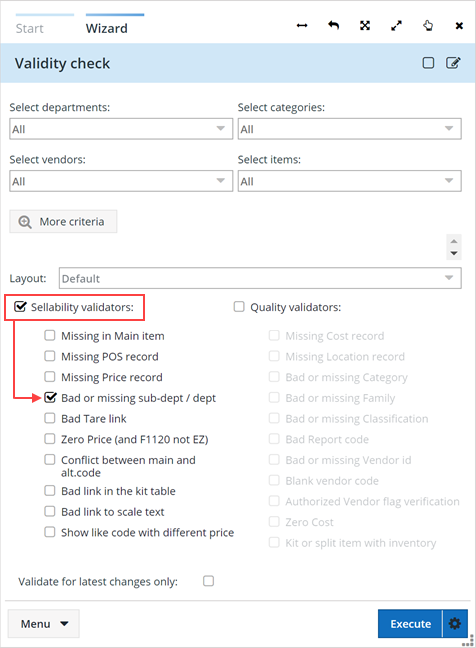 Start
Wizard
Validity check
Select departments:
Select categories:
All
All
Select vendors:
Select items:
All
All
More criteria
Layout:
Default
Sellability validators:
Quality validators:
Missing in Main item
Missing POS record
Missing Price record
Bad or missing sub-dept / dept
Bad Tare link
Zero Price (and F1120 not EZ)
Conflict between main and
alt.code
Bad link in the kit table
Bad link to scale text
Show like code with different price
Missing Cost record
Missing Location record
Bad or missing Category
Bad or missing Family
Bad or missing Classification
Bad Report code
Bad or missing Vendor id
Blank vendor code
Authorized Vendor flag verification
Zero Cost
Kit or split item with inventory
Validate for latest changes only:
Menu
Execute